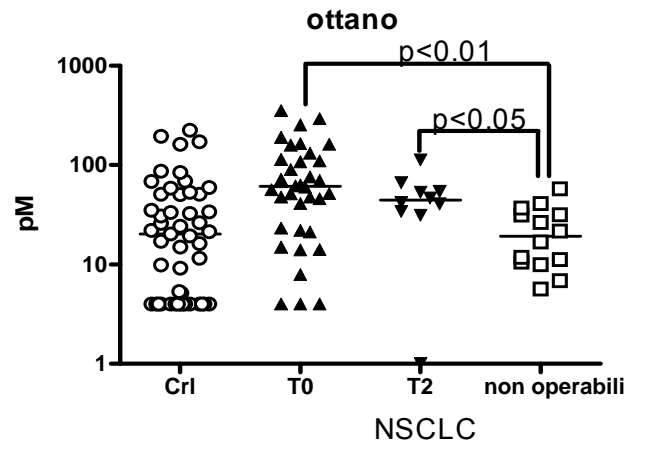 ottano
p<0.01
1000
p<0.05
100
pM
10
1
Crl T0 T2 non operabili
NSCLC